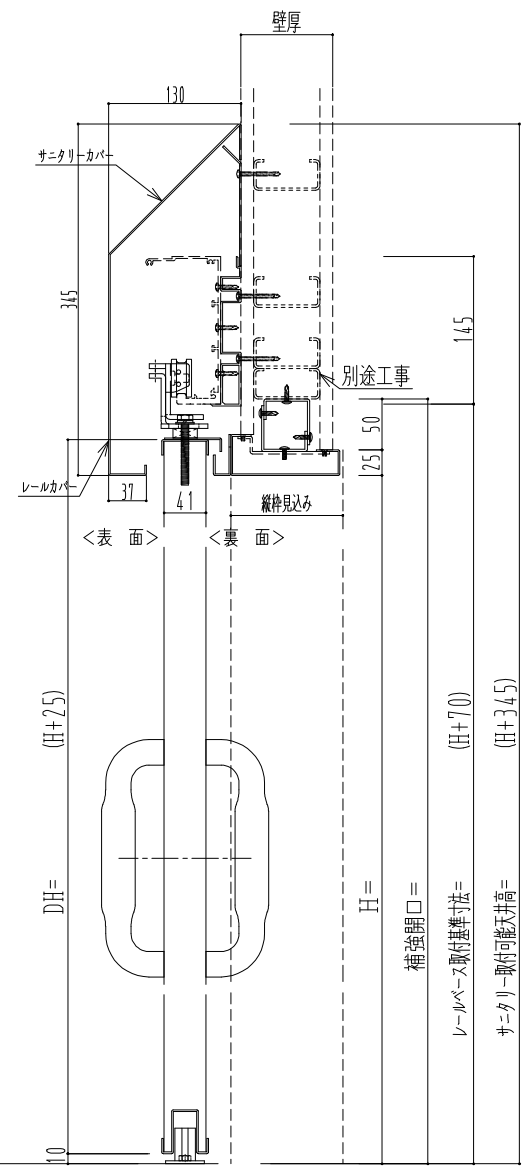 壁厚
130
サニタリーカバー
345
145
別途工事
50
25
レールカバー
37
41
縦枠見込み
<表 面>
<裏 面>
(H+25)
(H+70)
(H+345)
DH=
H=
補強開口=
レールベース取付基準寸法=
サニタリー取付可能天井高=
10